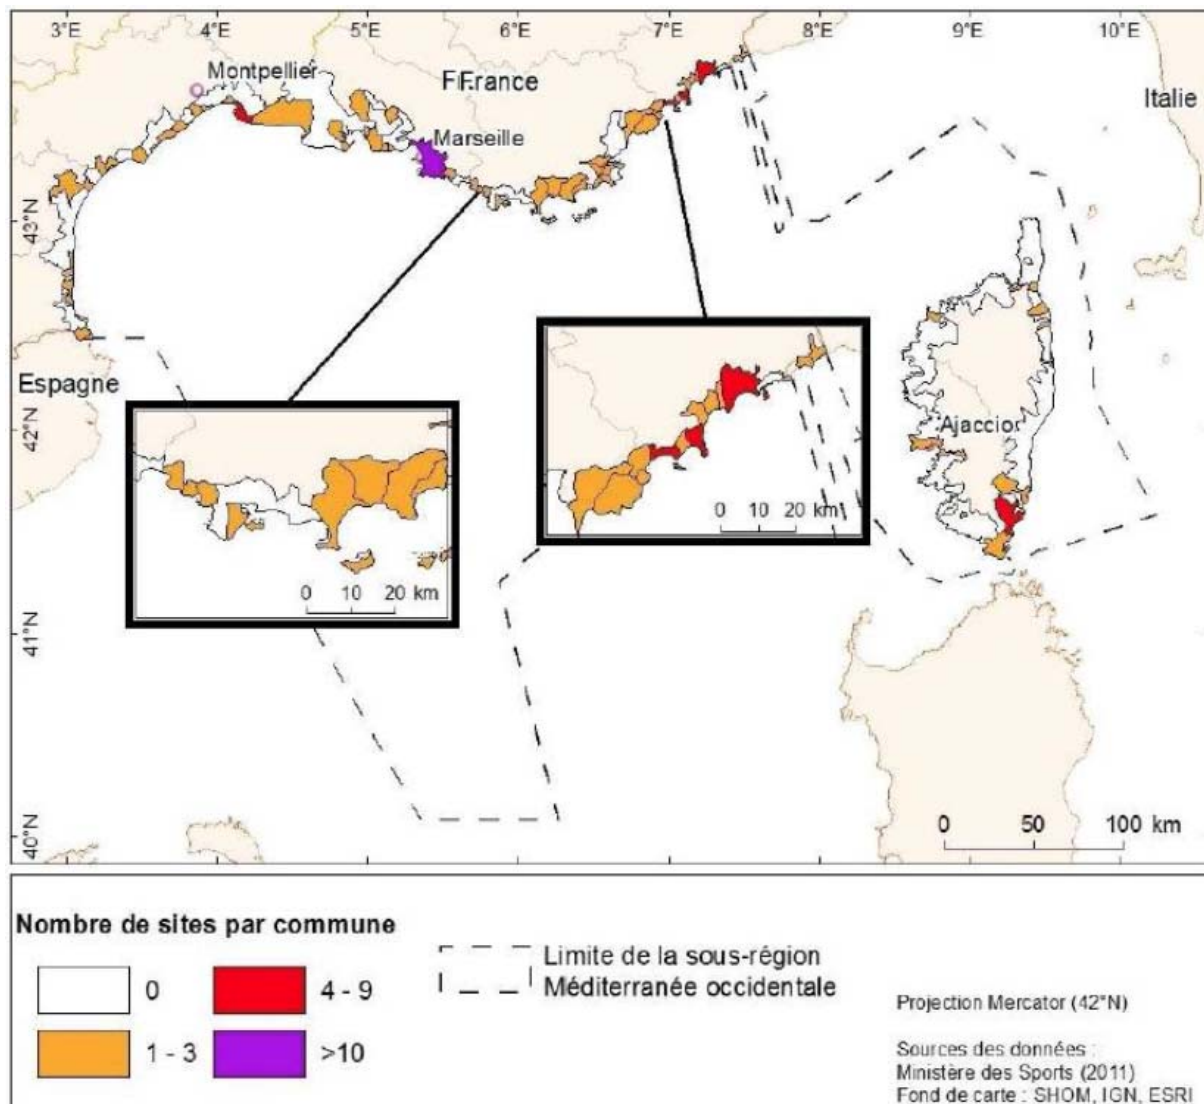 3°E 4°E 5°E 6°E 7°E 8°E 9°E 10°E
Montpellier
FFrance
Italie
Marseille
43°N
Espagne
42°N
Ajaccio
0 10 20 km
0 10 20 km
41°N
40°N
0 50 100 km
Nombre de sites par commune
0
4 - 9
1 - 3
>10
Limite de la sous-région
Méditerranée occidentale
Projection Mercator (42°N)
Sources des données :
Ministère des Sports (2011)
Fond de carte : SHOM, IGN, ESRI